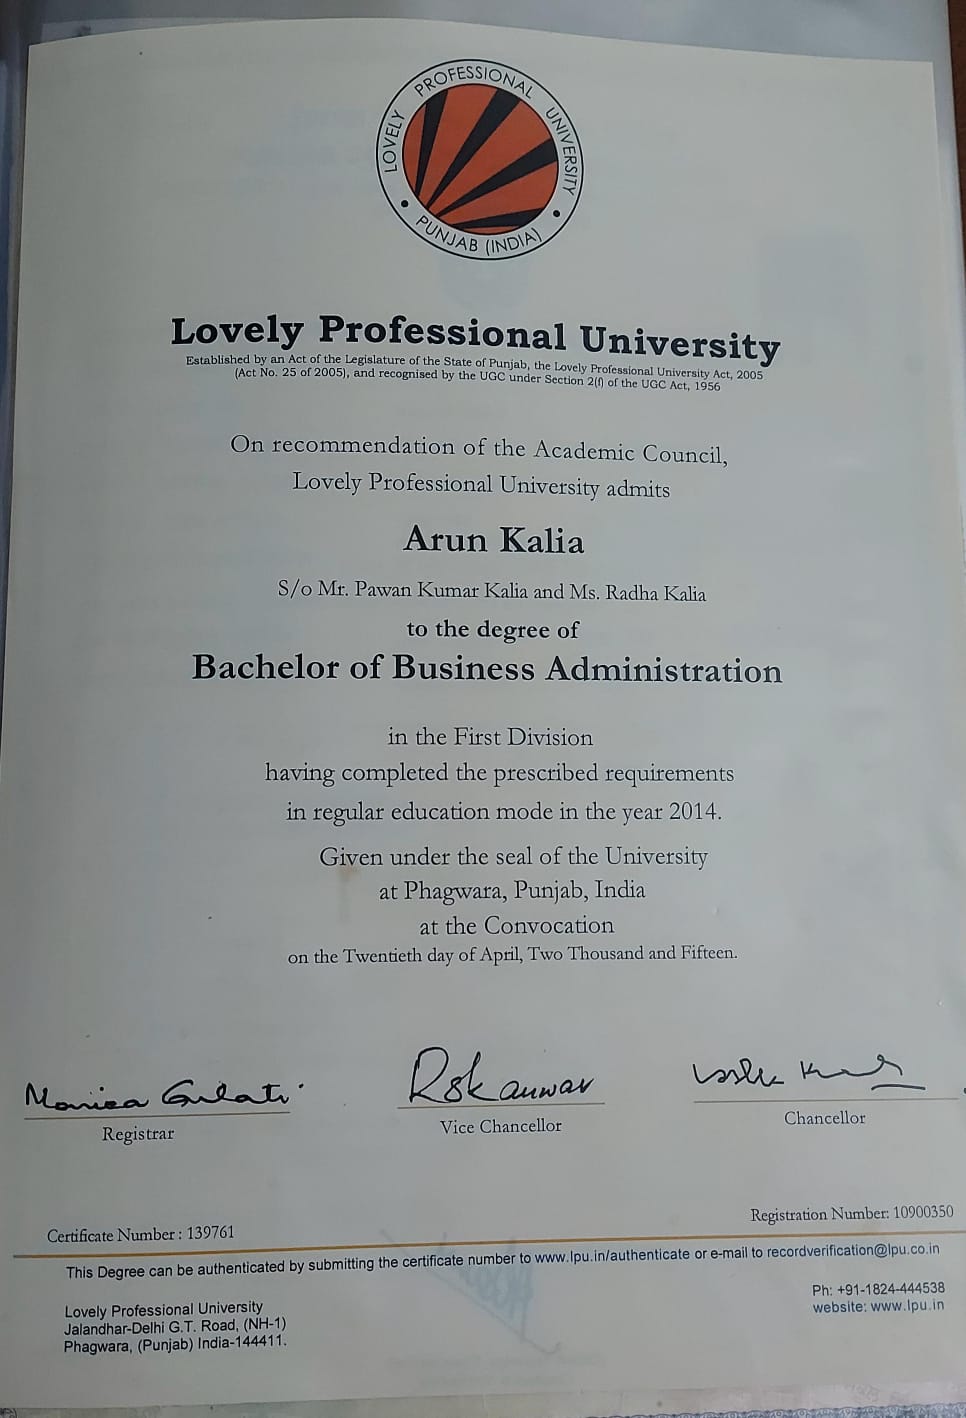 LOVELY PROFESSIONAL UNIVERSITY
PUNJAB (INDIA)
Lovely Professional University
Established by an Act of the Legislature of the State of Punjab, the Lovely Professional University Act, 2005
(Act No. 25 of 2005), and recognised by the UGC under Section 2(f) of the UGC Act, 1956
On recommendation of the Academic Council,
Lovely Professional University admits
Arun Kalia
S/o Mr. Pawan Kumar Kalia and Ms. Radha Kalia
to the degree of
Bachelor of Business Administration
in the First Division
having completed the prescribed requirements
in regular education mode in the year 2014.
Given under the seal of the University
at Phagwara, Punjab, India
at the Convocation
on the Twentieth day of April, Two Thousand and Fifteen.
Monica Gulati
Registrar
Vice Chancellor
Chancellor
Certificate Number : 139761
Registration Number: 10900350
This Degree can be authenticated by submitting the certificate number to www.lpu.in/authenticate or e-mail to recordverification@lpu.co.in
Lovely Professional University
Jalandhar-Delhi G.T. Road, (NH-1)
Phagwara, (Punjab) India-144411.
Ph: +91-1824-444538
website: www.lpu.in